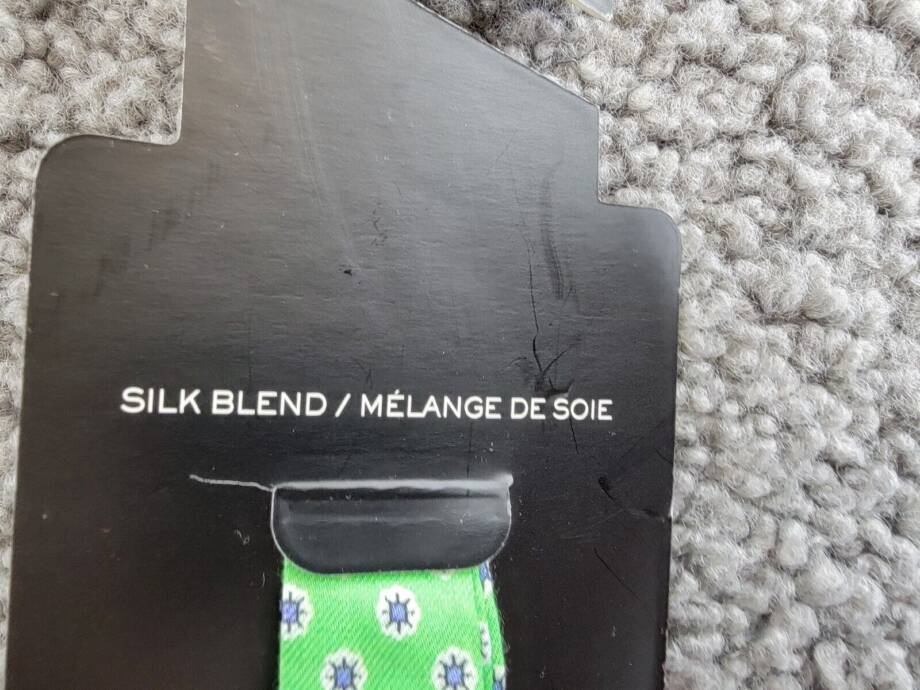 SILK BLEND / MÉLANGE DE SOIE